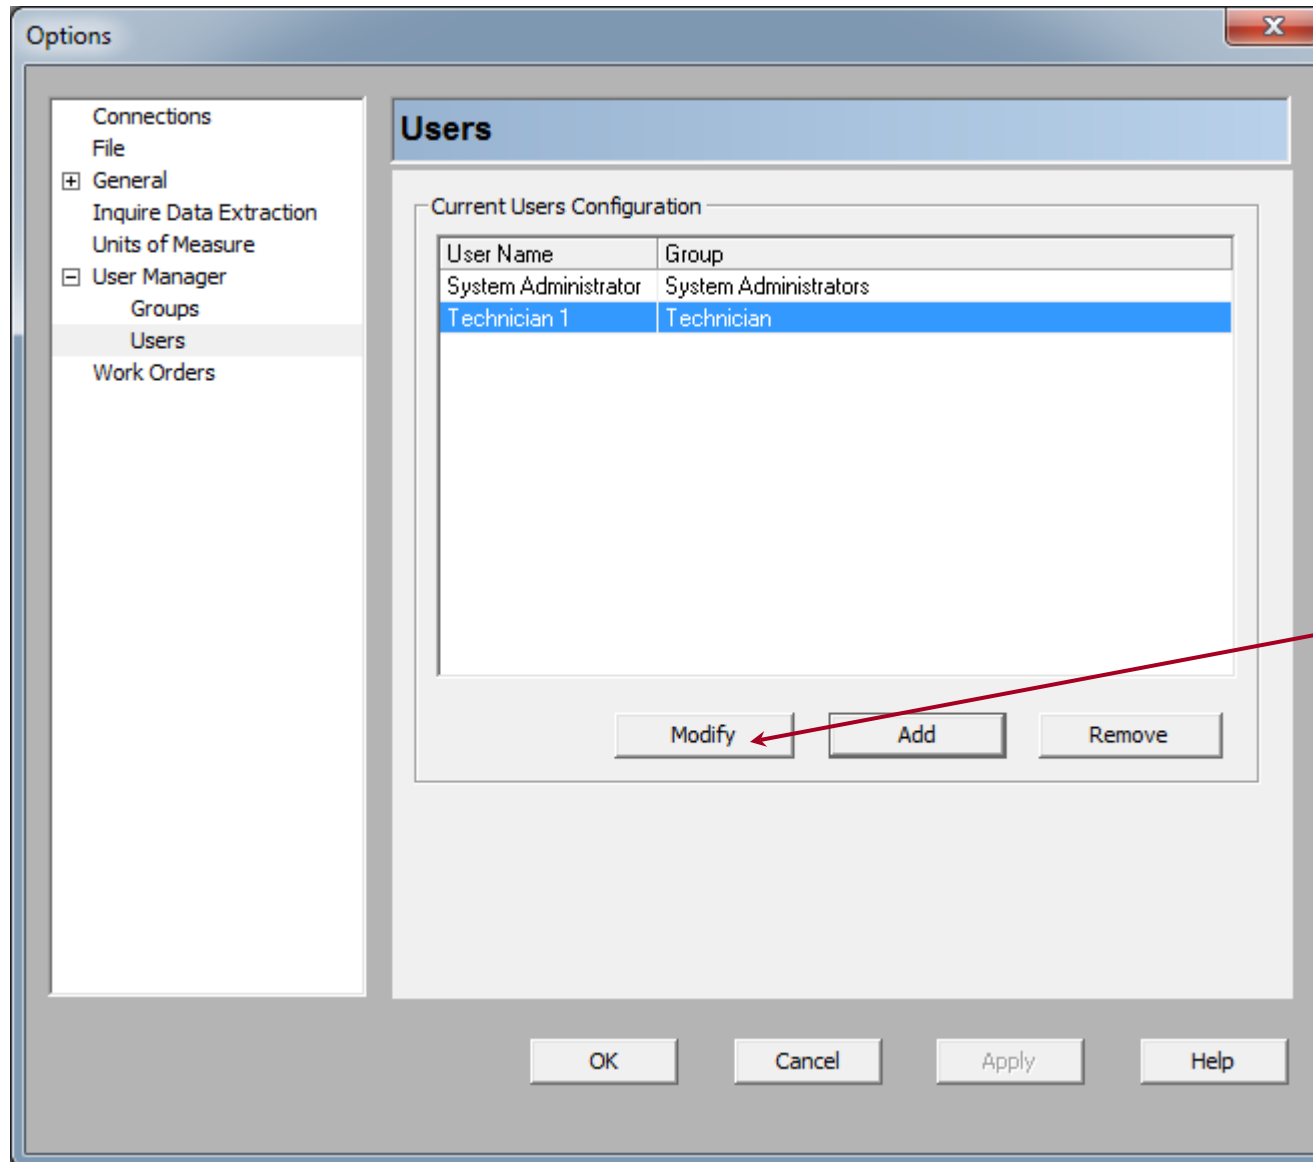 Options
Connections
File
General
Inquire Data Extraction
Units of Measure
User Manager
Groups
Users
Work Orders
Users
Current Users Configuration
User Name Group
System Administrator System Administrators
Technician 1 Technician
Modify Add Remove
OK Cancel Apply Help